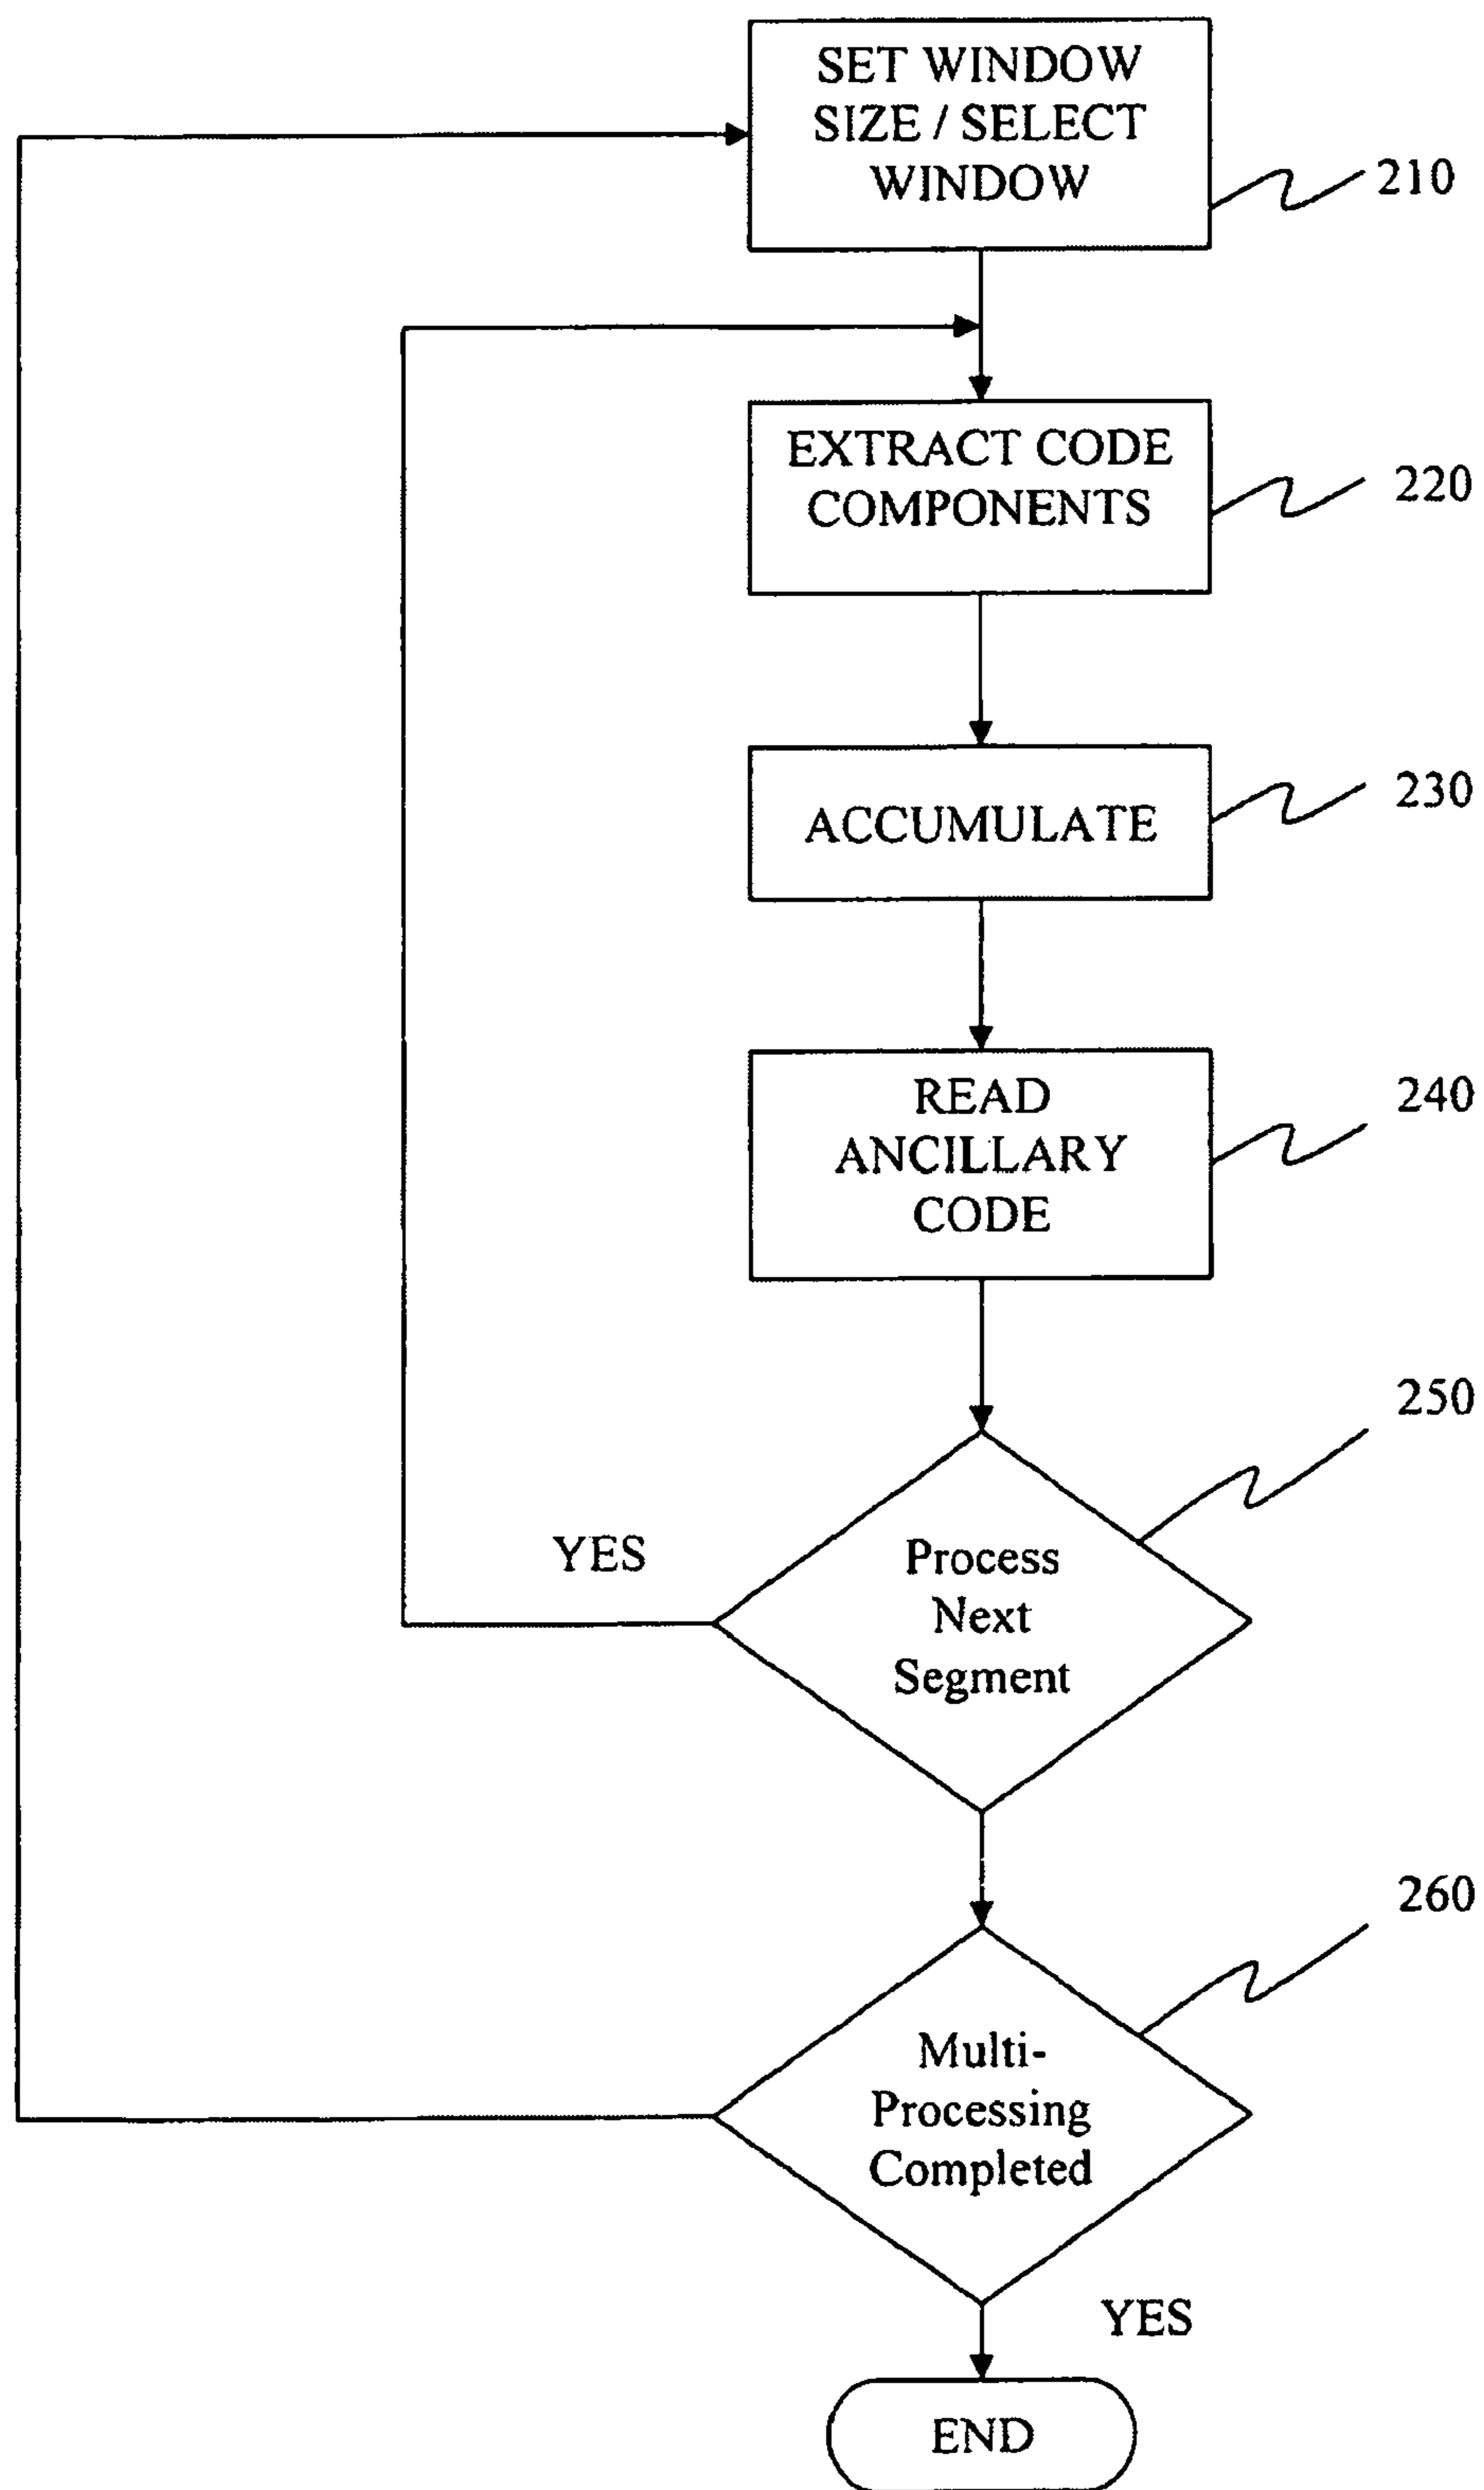 SET WINDOW
SIZE / SELECT
WINDOW
210
EXTRACT CODE
COMPONENTS
220
ACCUMULATE
230
READ
ANCILLARY
CODE
240
250
YES
Process
Next
Segment
260
Multi-
Processing
Completed
YES
END